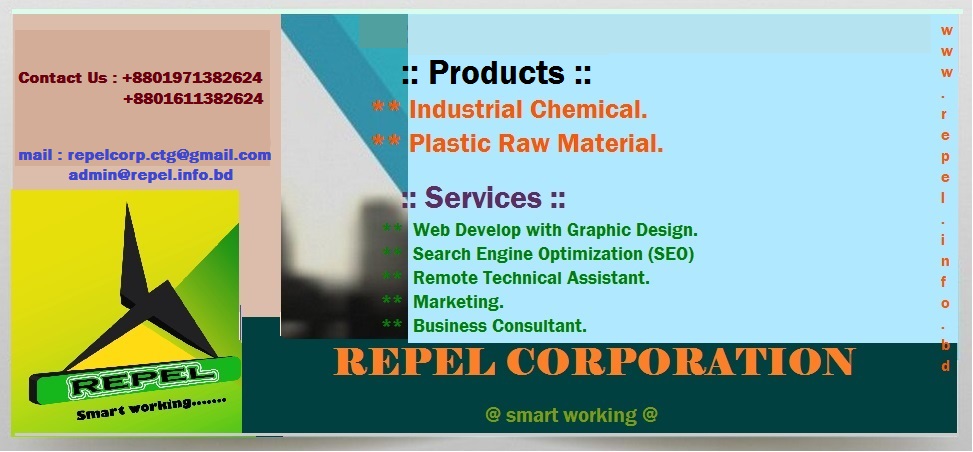 Contact Us : +8801971382624
+8801611382624
mail : repelcorp.ctg@gmail.com
admin@repel.info.bd
REPEL
Smart working.......
:: Products ::
** Industrial Chemical.
** Plastic Raw Material.
:: Services ::
** Web Develop with Graphic Design.
** Search Engine Optimization (SEO)
** Remote Technical Assistant.
** Marketing.
** Business Consultant.
REPEL CORPORATION
@ smart working @
www.repel.info.bd